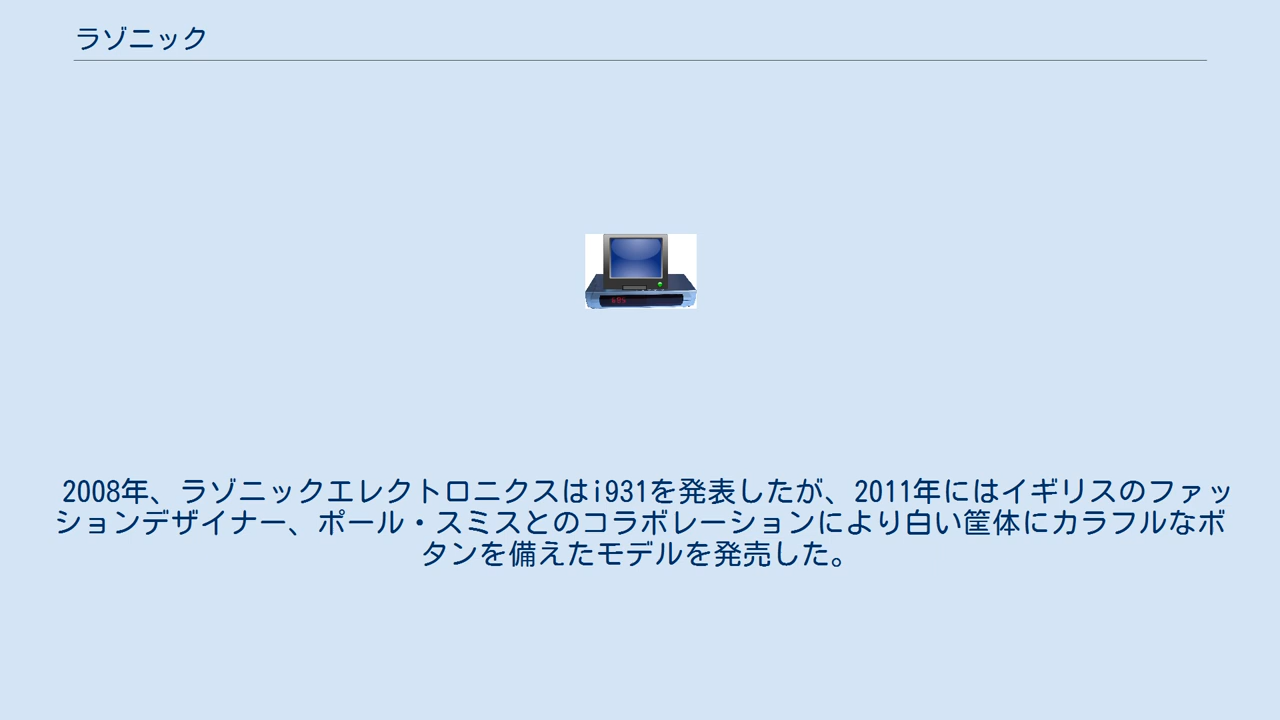 ラゾニック
685
2008年、ラゾニックエレクトロニクスはi931を発表したが、2011年にはイギリスのファッ
ションデザイナー、ポール・スミスとのコラボレーションにより白い筐体にカラフルなボ
タンを備えたモデルを発売した。